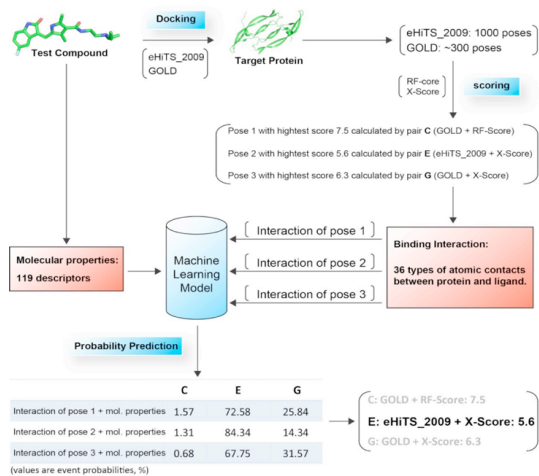 Docking
Test Compound
eHiTS_2009
GOLD
Target Protein
eHiTS_2009: 1000 poses
GOLD: ~300 poses
RF-core
X-Score
scoring
Pose 1 with hightest score 7.5 calculated by pair C (GOLD + RF-Score)
Pose 2 with highest score 5.6 calculated by pair E (eHiTS_2009 + X-Score)
Pose 3 with highest score 6.3 calculated by pair G (GOLD + X-Score)
Molecular properties:
119 descriptors
Machine
Learning
Model
Interaction of pose 1
Interaction of pose 2
Interaction of pose 3
Binding Interaction:
36 types of atomic contacts
between protein and ligand.
Probability Prediction
C E G
Interaction of pose 1 + mol. properties 1.57 72.58 25.84
Interaction of pose 2 + mol. properties 1.31 84.34 14.34
Interaction of pose 3 + mol. properties 0.68 67.75 31.57
(values are event probabilities, %)
C: GOLD + RF-Score: 7.5
E: eHiTS_2009 + X-Score: 5.6
G: GOLD + X-Score: 6.3